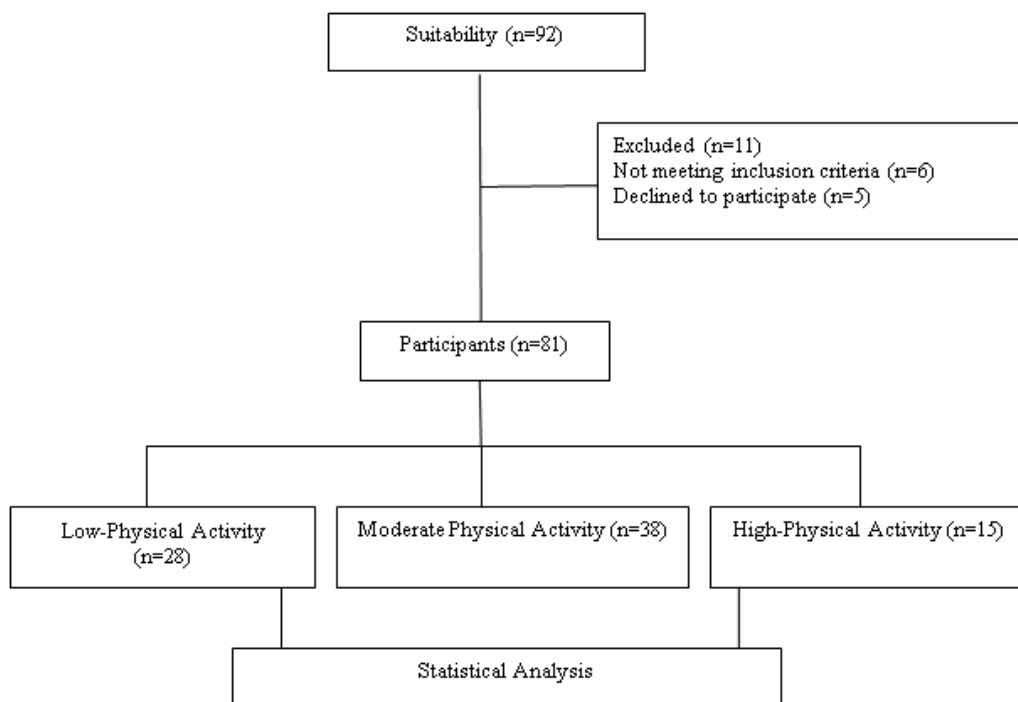 Suitability (n=92)
Excluded (n=11)
Not meeting inclusion criteria (n=6)
Declined to participate (n=5)
Participants (n=81)
Low-Physical Activity
(n=28)
Moderate Physical Activity (n=38)
High-Physical Activity (n=15)
Statistical Analysis